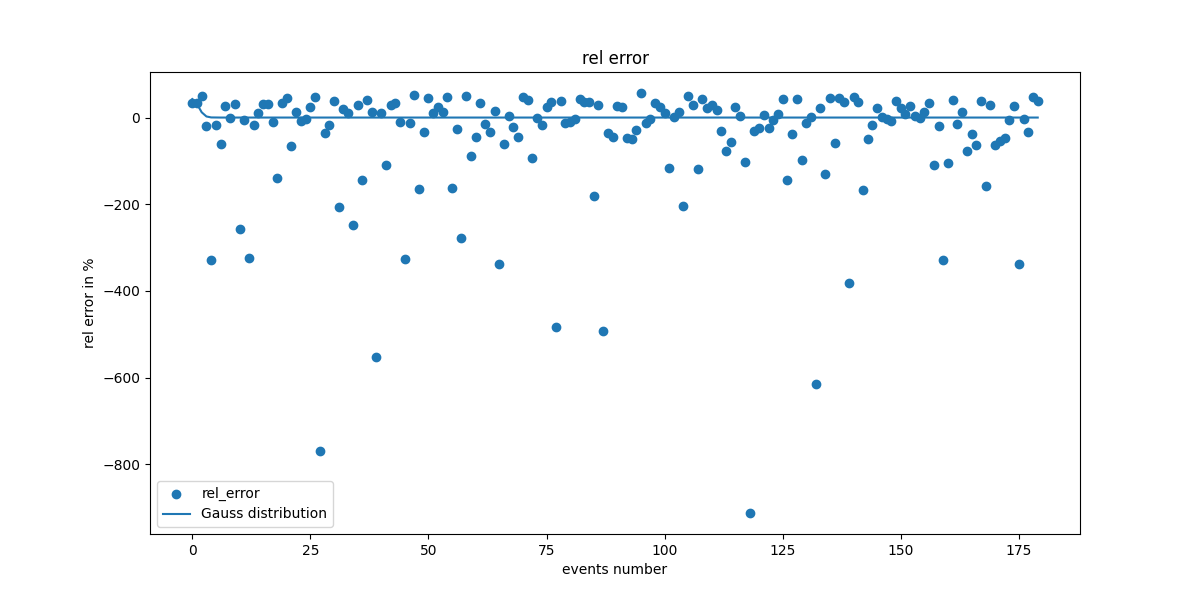 rel error
0
−200
−400
−600
−800
rel error in %
rel_error
Gauss distribution
0 25 50 75 100 125 150 175
events number